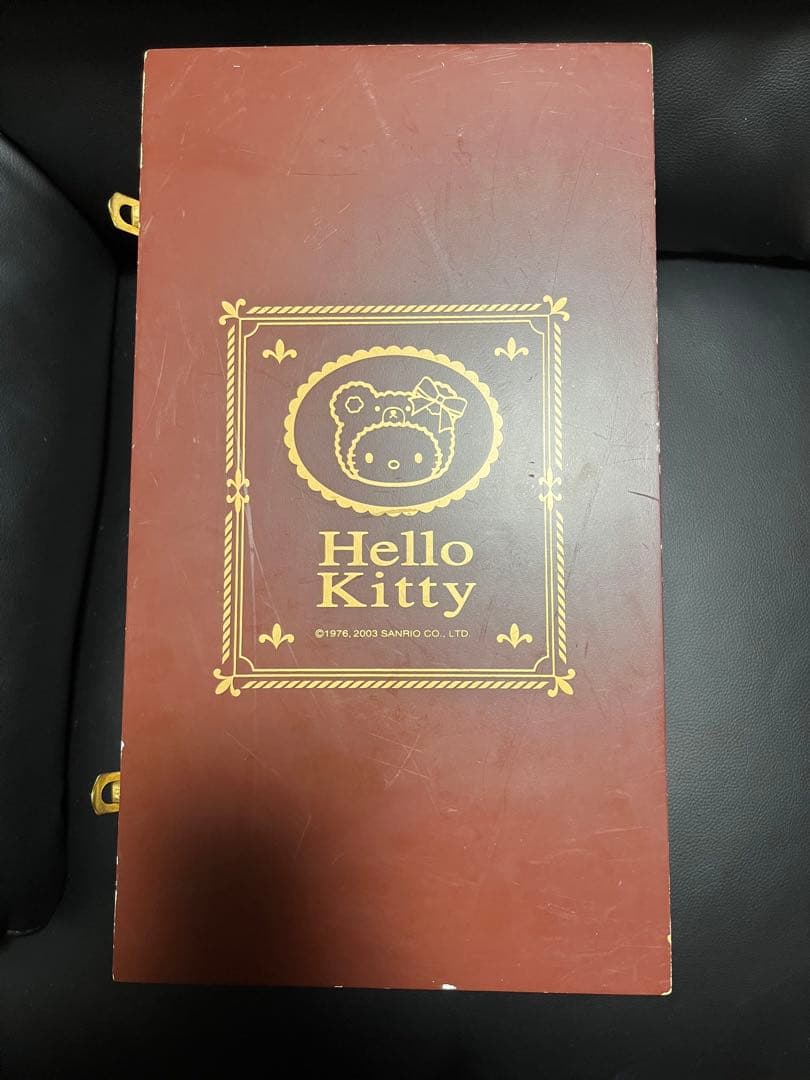 Hello
Kitty
©1976, 2003 SANRIO CO., LTD